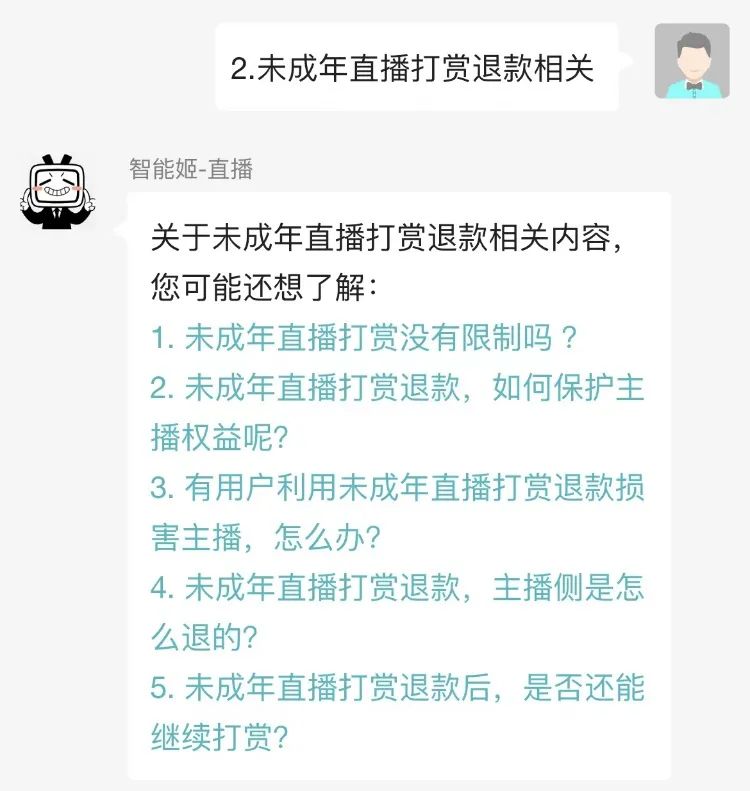 2.未成年直播打赏退款相关
智能姬-直播
关于未成年直播打赏退款相关内容，
您可能还想了解：
1. 未成年直播打赏没有限制吗 ？
2. 未成年直播打赏退款，如何保护主
播权益呢？
3. 有用户利用未成年直播打赏退款损
害主播，怎么办？
4. 未成年直播打赏退款，主播侧是怎
么退的？
5. 未成年直播打赏退款后，是否还能
继续打赏？